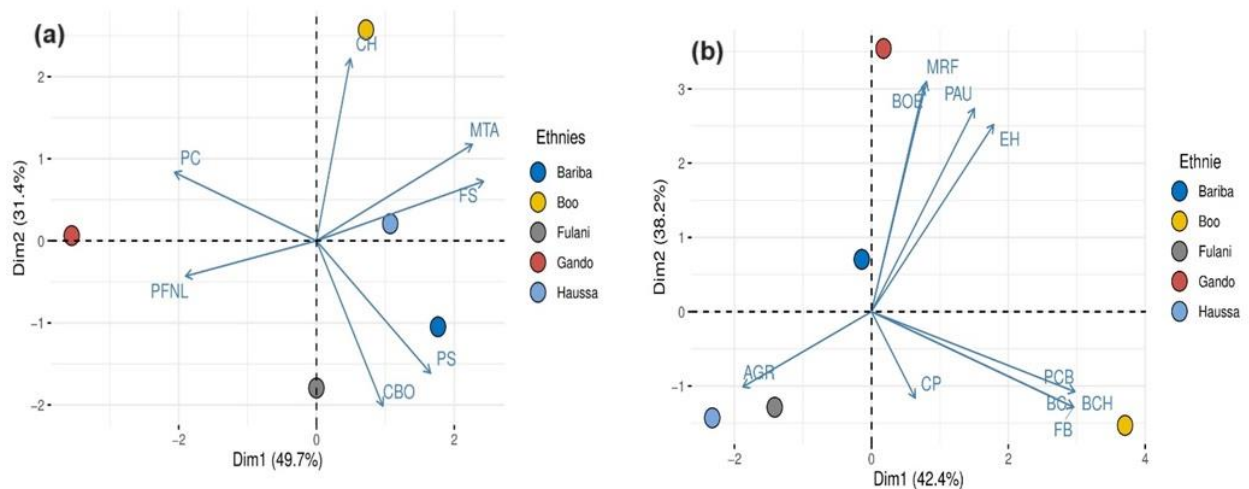 (a)
CH
MTA
FS
PC
PFNL
PS
CBO
2
1
0
−1
−2
Dim2 (31.4%)
−2
0
2
Dim1 (49.7%)
Ethnies
Bariba
Boo
Fulani
Gando
Haussa
(b)
MRF
BOE
PAU
EH
AGR
CP
PCB
BC
BCH
FB
3
2
1
0
−1
Dim2 (38.2%)
−2
0
2
4
Dim1 (42.4%)
Ethnie
Bariba
Boo
Fulani
Gando
Haussa